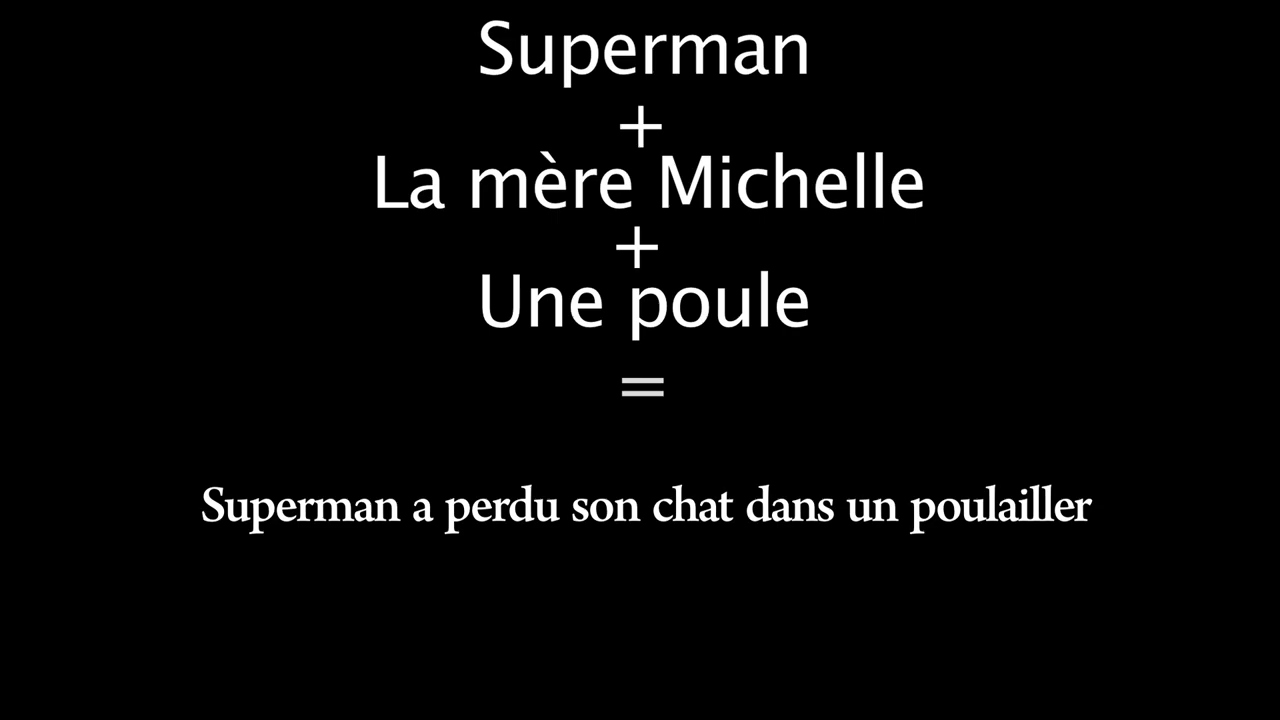 Superman
+
La mère Michelle
+
Une poule
=
Superman a perdu son chat dans un poulailler